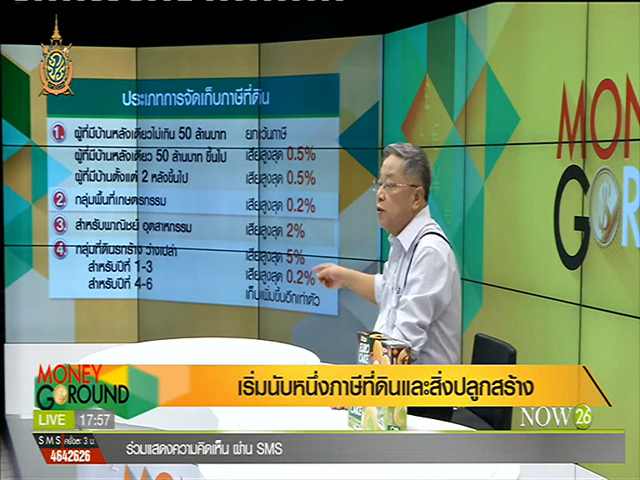 ประเภทการจัดเก็บภาษีที่ดิน
1. ผู้ที่มีบ้านหลังเดียวไม่เกิน 50 ล้านบาท ยกเว้นภาษี
ผู้ที่มีบ้านหลังเดียว 50 ล้านบาท ขึ้นไป เสียสูงสุด 0.5%
ผู้ที่มีบ้านตั้งแต่ 2 หลังขึ้นไป เสียสูงสุด 0.5%
2. กลุ่มพื้นที่เกษตรกรรม เสียสูงสุด 0.2%
3. สำหรับพาณิชย์ อุตสาหกรรม เสียสูงสุด 2%
4. กลุ่มที่ดินรกร้าง ว่างเปล่า เสียสูงสุด 5%
สำหรับปีที่ 1-3 เสียสูงสุด 0.2%
สำหรับปีที่ 4-6 เก็บเพิ่มขึ้นอีกเท่าตัว
MON
GROUND
MONEY
GROUND
เริ่มนับหนึ่งภาษีที่ดินและสิ่งปลูกสร้าง
LIVE 17:57
NOW 26
SMS ครั้งละ 3 บ.
4642626
ร่วมแสดงความคิดเห็น ผ่าน SMS